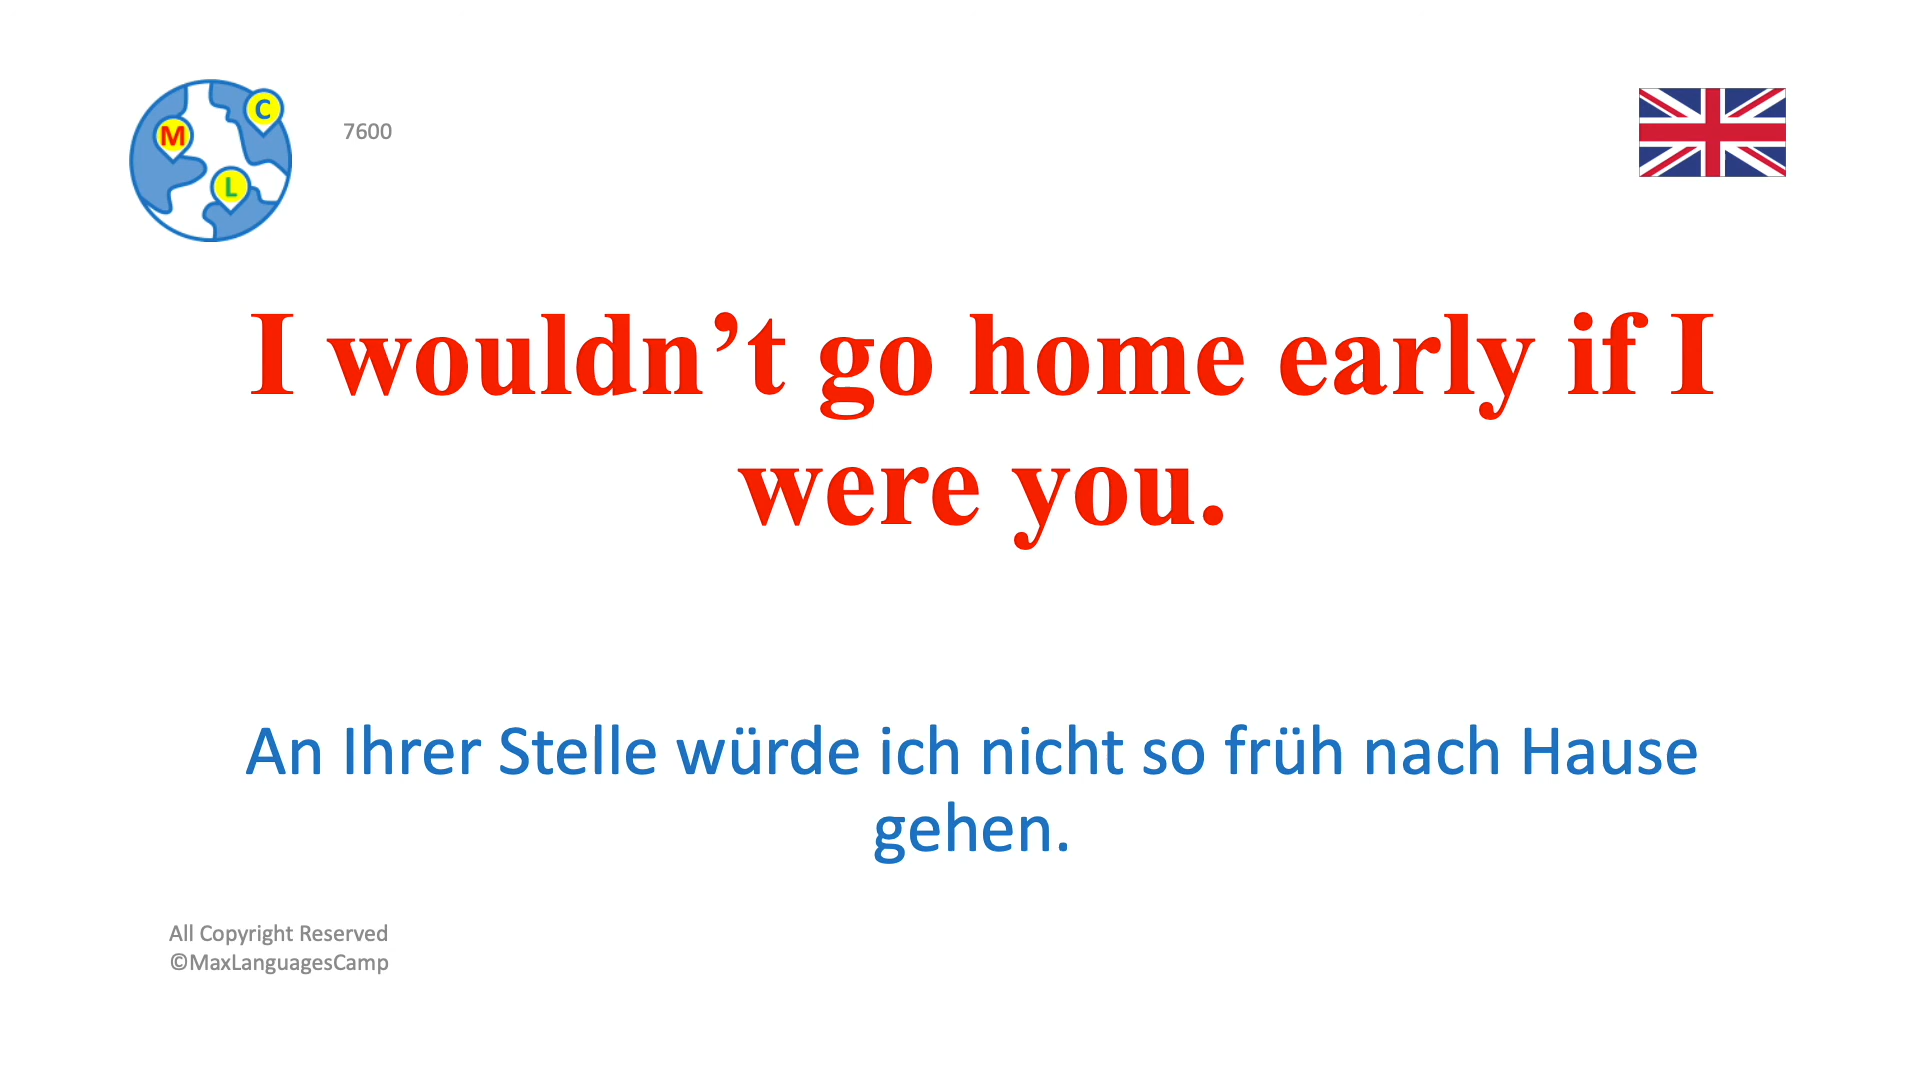 C
M
L
7600
I wouldn’t go home early if I
were you.
An Ihrer Stelle würde ich nicht so früh nach Hause
gehen.
All Copyright Reserved
©MaxLanguagesCamp